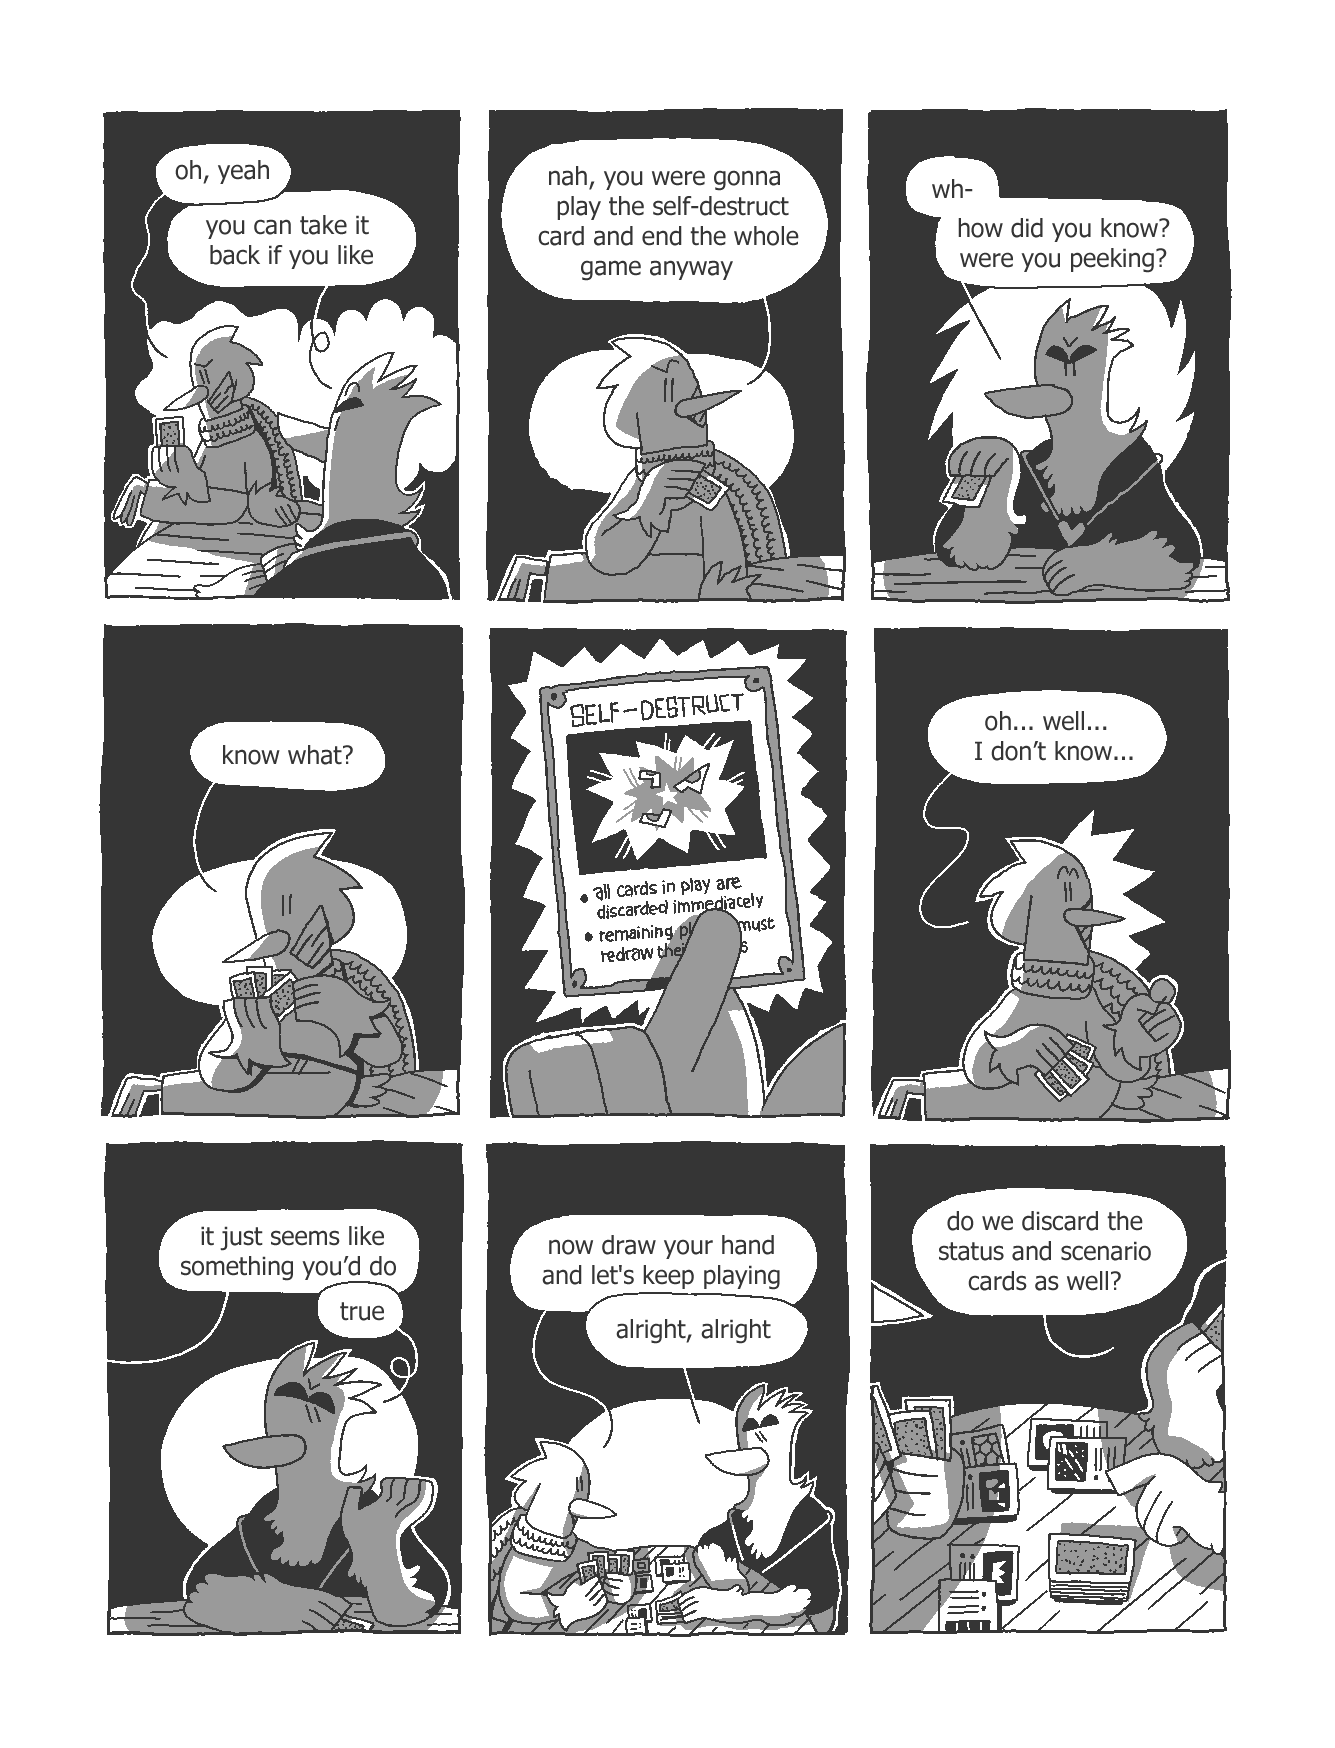 oh, yeah
you can take it
back if you like
nah, you were gonna
play the self-destruct
card and end the whole
game anyway
wh-
how did you know?
were you peeking?
know what?
SELF-DESTRUCT
• all cards in play are
discarded immediately
• remaining must
redraw
oh... well...
I don't know...
it just seems like
something you'd do
true
now draw your hand
and let's keep playing
alright, alright
do we discard the
status and scenario
cards as well?